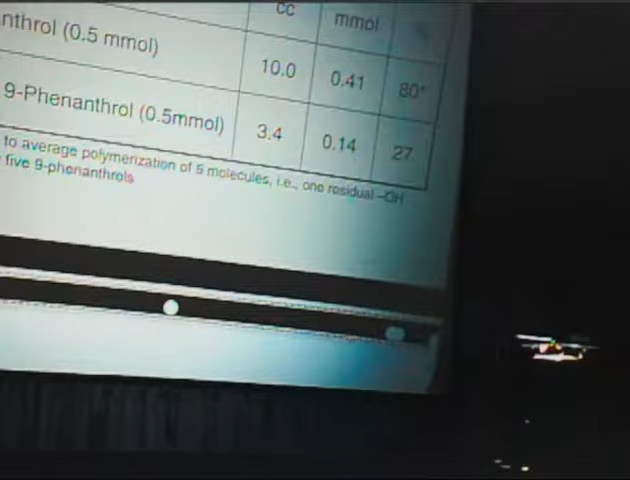 cc mmol
nthrol (0.5 mmol) 10.0 0.41 80*
9-Phenanthrol (0.5mmol) 3.4 0.14 27
to average polymerization of 5 molecules, i.e., one residual –OH
five 9-phenanthrols